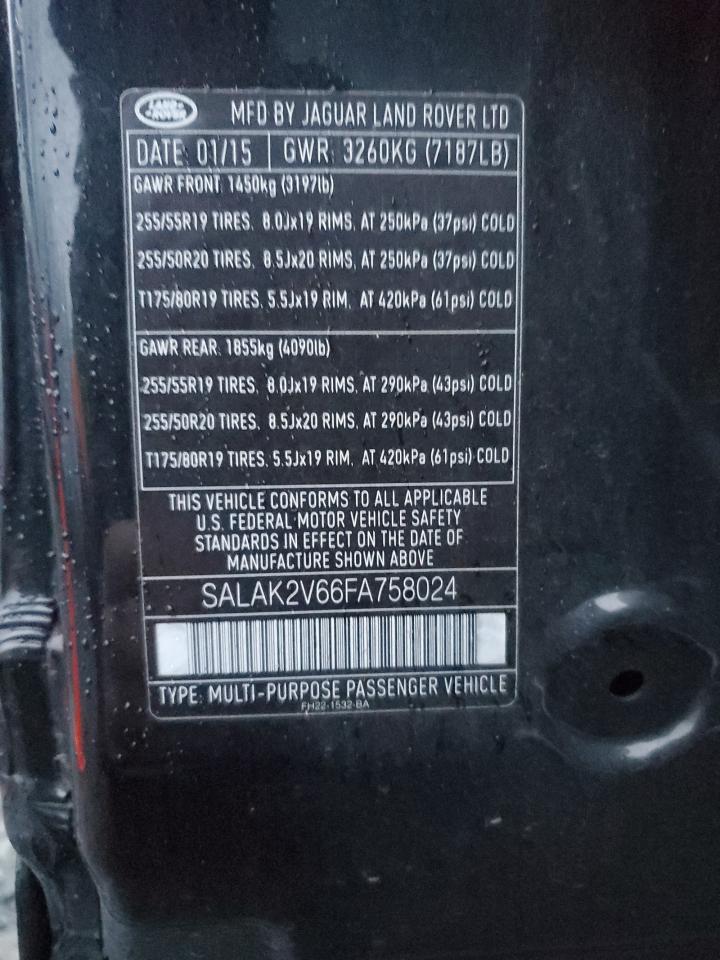 LAND ROVER MFD BY JAGUAR LAND ROVER LTD
DATE: 01/15 GWR: 3260KG (7187LB)
GAWR FRONT: 1450kg (3197lb)
255/55R19 TIRES, 8.0Jx19 RIMS, AT 250kPa (37psi) COLD
255/50R20 TIRES, 8.5Jx20 RIMS, AT 250kPa (37psi) COLD
T175/80R19 TIRES, 5.5Jx19 RIM, AT 420kPa (61psi) COLD
GAWR REAR: 1855kg (4090lb)
255/55R19 TIRES, 8.0Jx19 RIMS, AT 290kPa (43psi) COLD
255/50R20 TIRES, 8.5Jx20 RIMS, AT 290kPa (43psi) COLD
T175/80R19 TIRES, 5.5Jx19 RIM, AT 420kPa (61psi) COLD
THIS VEHICLE CONFORMS TO ALL APPLICABLE
U.S. FEDERAL MOTOR VEHICLE SAFETY
STANDARDS IN EFFECT ON THE DATE OF
MANUFACTURE SHOWN ABOVE
SALAK2V66FA758024
TYPE: MULTI-PURPOSE PASSENGER VEHICLE
FH22-1532-BA